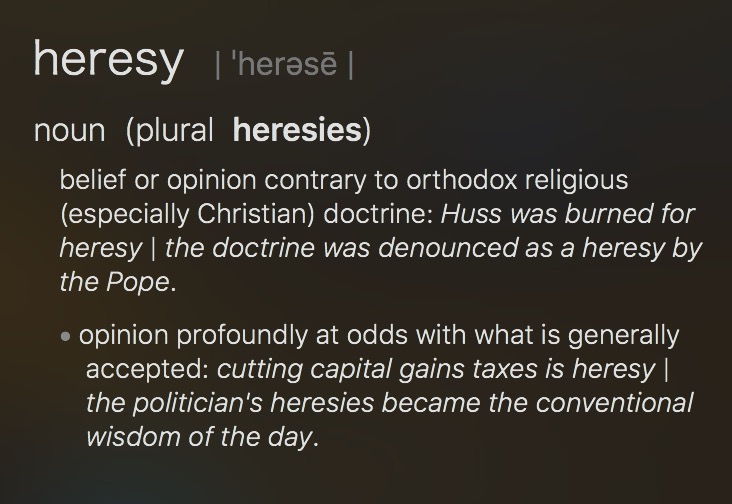 heresy | ˈherəsē |
noun (plural heresies)
belief or opinion contrary to orthodox religious
(especially Christian) doctrine: Huss was burned for
heresy | the doctrine was denounced as a heresy by
the Pope.
• opinion profoundly at odds with what is generally
accepted: cutting capital gains taxes is heresy |
the politician's heresies became the conventional
wisdom of the day.